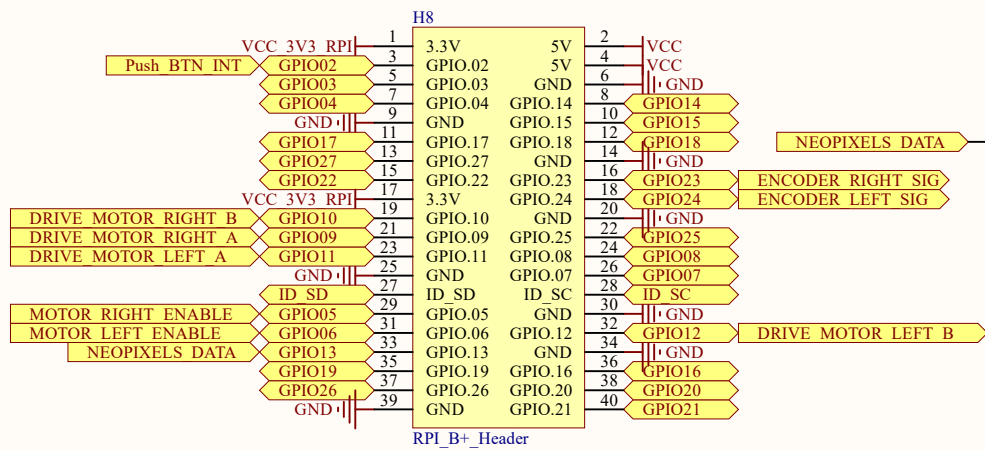 H8
VCC_3V3_RPI 1 3.3V 5V 2 VCC
Push_BTN_INT GPIO02 3 GPIO.02 5V 4 VCC
GPIO03 5 GPIO.03 GND 6 GND
GPIO04 7 GPIO.04 GPIO.14 8 GPIO14
GND 9 GND GPIO.15 10 GPIO15
GPIO17 11 GPIO.17 GPIO.18 12 GPIO18 NEOPIXELS_DATA
GPIO27 13 GPIO.27 GND 14 GND
GPIO22 15 GPIO.22 GPIO.23 16 GPIO23 ENCODER_RIGHT_SIG
VCC_3V3_RPI 17 3.3V GPIO.24 18 GPIO24 ENCODER_LEFT_SIG
DRIVE_MOTOR_RIGHT_B GPIO10 19 GPIO.10 GND 20 GND
DRIVE_MOTOR_RIGHT_A GPIO09 21 GPIO.09 GPIO.25 22 GPIO25
DRIVE_MOTOR_LEFT_A GPIO11 23 GPIO.11 GPIO.08 24 GPIO08
GND 25 GND GPIO.07 26 GPIO07
ID_SD 27 ID_SD ID_SC 28 ID_SC
MOTOR_RIGHT_ENABLE GPIO05 29 GPIO.05 GND 30 GND
MOTOR_LEFT_ENABLE GPIO06 31 GPIO.06 GPIO.12 32 GPIO12 DRIVE_MOTOR_LEFT_B
NEOPIXELS_DATA GPIO13 33 GPIO.13 GND 34 GND
GPIO19 35 GPIO.19 GPIO.16 36 GPIO16
GPIO26 37 GPIO.26 GPIO.20 38 GPIO20
GND 39 GND GPIO.21 40 GPIO21
RPI_B+_Header